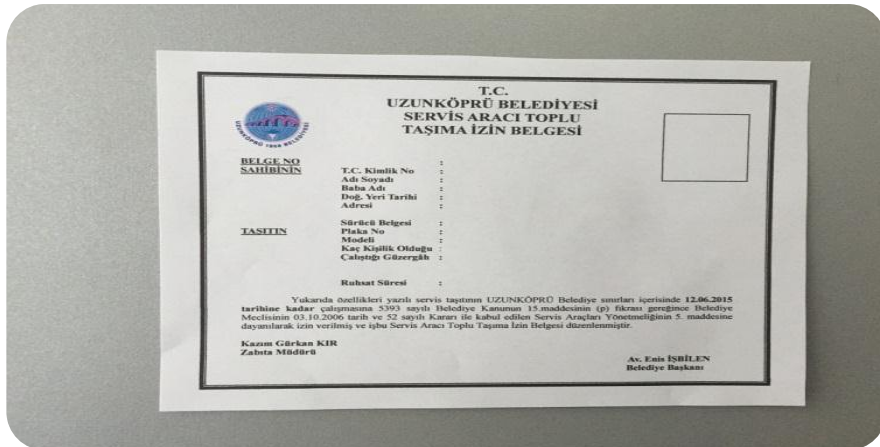 T.C.
UZUNKÖPRÜ BELEDİYESİ
SERVİS ARACI TOPLU
TAŞIMA İZİN BELGESİ
UZUNKÖPRÜ BELEDİYESİ
BELGE NO :
SAHİBİNİN T.C. Kimlik No :
Adı Soyadı :
Baba Adı :
Doğ. Yeri Tarihi :
Adresi :
Sürücü Belgesi :
TAŞITIN Plaka No :
Modeli :
Kaç Kişilik Olduğu :
Çalıştığı Güzergâh :
Ruhsat Süresi :
Yukarıda özellikleri yazılı servis taşıtının UZUNKÖPRÜ Belediye sınırları içerisinde 12.06.2015
tarihine kadar çalışmasına 5393 sayılı Belediye Kanunun 15.maddesinin (p) fıkrası gereğince Belediye
Meclisinin 03.10.2006 tarih ve 52 sayılı Kararı ile kabul edilen Servis Araçları Yönetmeliğinin 5. maddesine
dayanılarak izin verilmiş ve işbu Servis Aracı Toplu Taşıma İzin Belgesi düzenlenmiştir.
Kazım Gürkan KIR
Zabıta Müdürü
Av. Enis İŞBİLEN
Belediye Başkanı